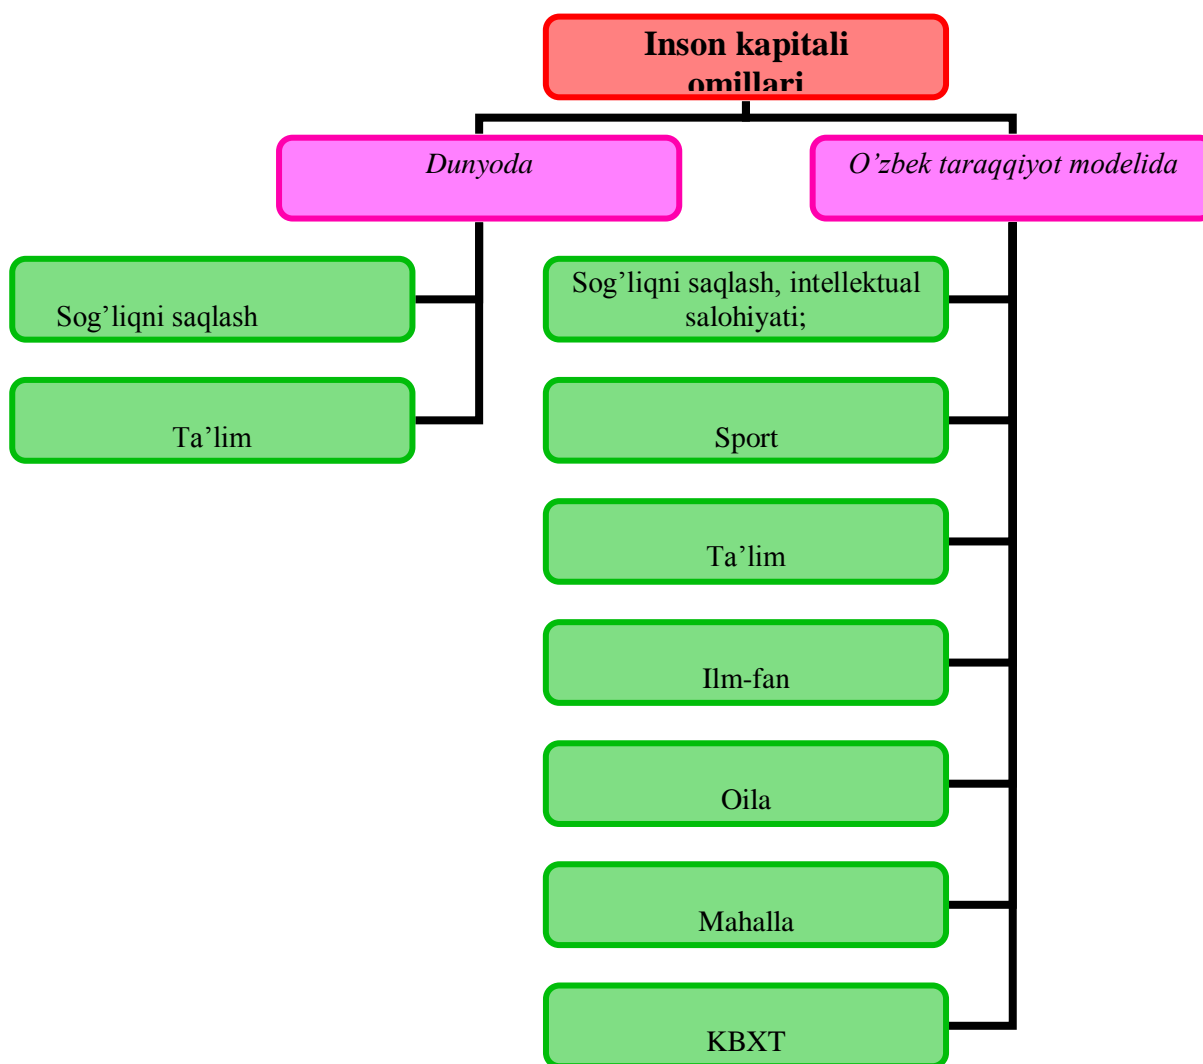 Inson kapitali
omillari
Dunyoda
O’zbek taraqqiyot modelida
Sog’liqni saqlash
Ta’lim
Sog’liqni saqlash, intellektual
salohiyati;
Sport
Ta’lim
Ilm-fan
Oila
Mahalla
KBXT